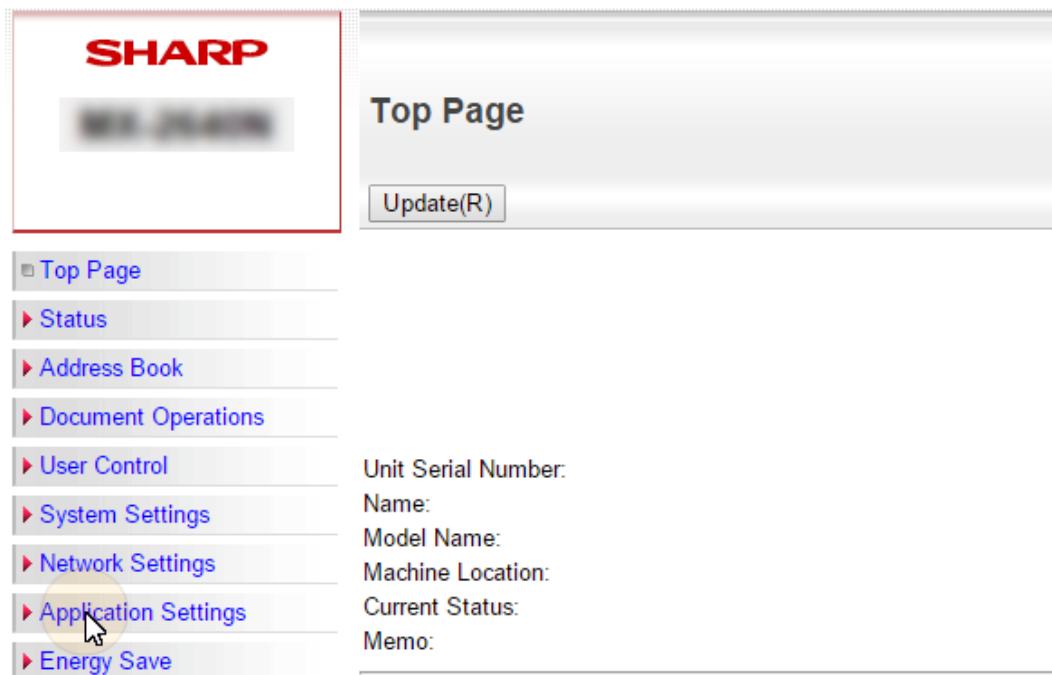 SHARP
Top Page
Update(R)
Top Page
Status
Address Book
Document Operations
User Control
System Settings
Network Settings
Application Settings
Energy Save
Unit Serial Number:
Name:
Model Name:
Machine Location:
Current Status:
Memo: